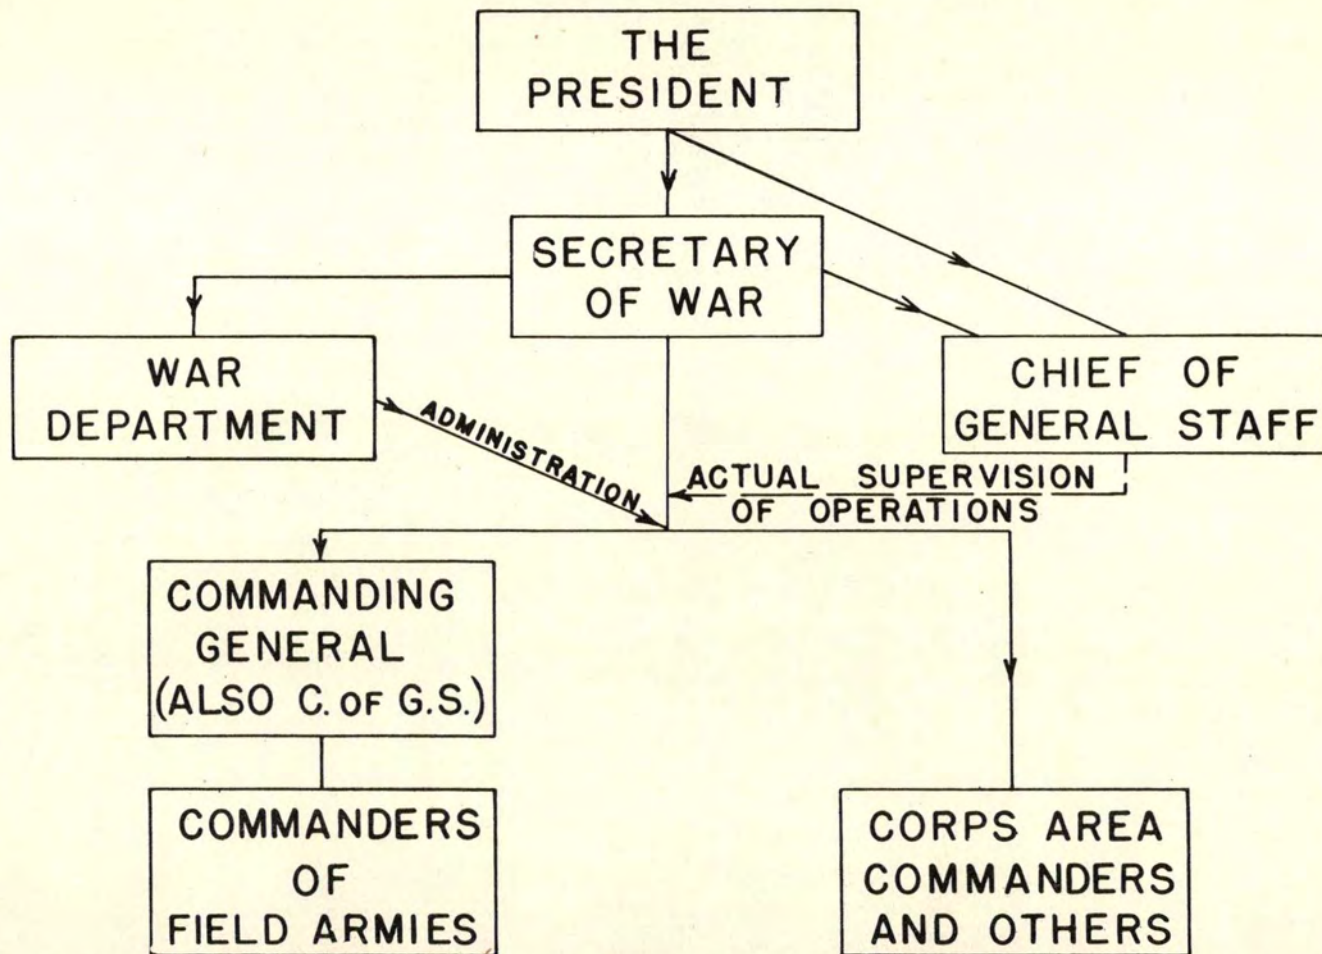 THE
PRESIDENT
SECRETARY
OF WAR
WAR
DEPARTMENT
CHIEF OF
GENERAL STAFF
ADMINISTRATION
ACTUAL SUPERVISION
OF OPERATIONS
COMMANDING
GENERAL
(ALSO C. OF G.S.)
COMMANDERS
OF
FIELD ARMIES
CORPS AREA
COMMANDERS
AND OTHERS